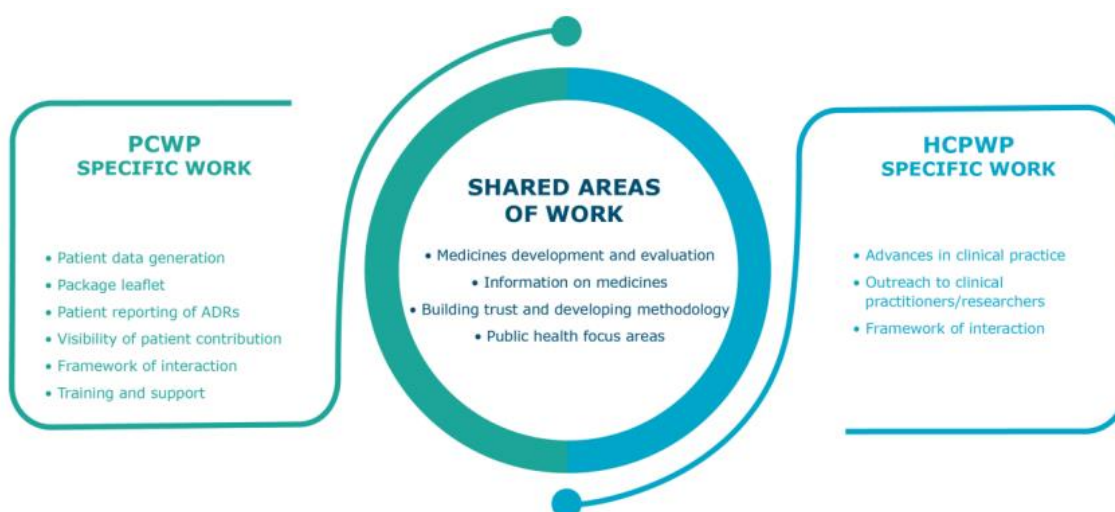 PCWP
SPECIFIC WORK
• Patient data generation
• Package leaflet
• Patient reporting of ADRs
• Visibility of patient contribution
• Framework of interaction
• Training and support
SHARED AREAS
OF WORK
• Medicines development and evaluation
• Information on medicines
• Building trust and developing methodology
• Public health focus areas
HCPWP
SPECIFIC WORK
• Advances in clinical practice
• Outreach to clinical
practitioners/researchers
• Framework of interaction